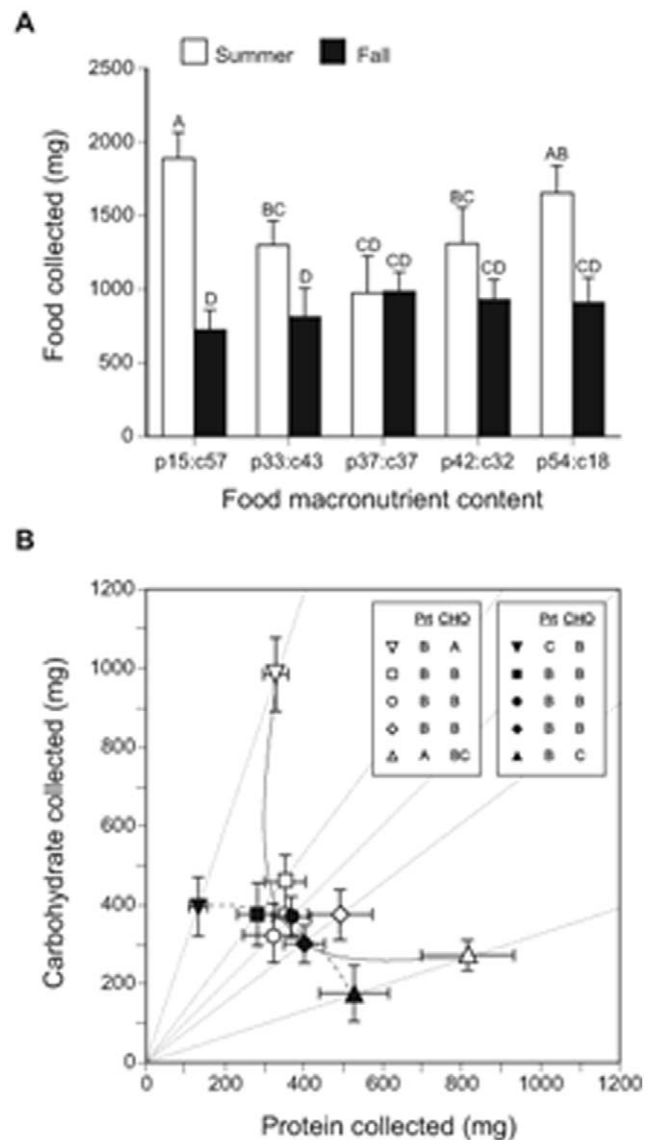 A
Summer Fall
2500
2000
1500
1000
500
0
Food collected (mg)
A
D
BC
D
CD
CD
BC
CD
AB
CD
p15:c57 p33:c43 p37:c37 p42:c32 p54:c18
Food macronutrient content
B
1200
1000
800
600
400
200
0
Carbohydrate collected (mg)
Prt CHO
B A
B B
B B
B B
A BC
Prt CHO
C B
B B
B B
B B
B C
0 200 400 600 800 1000 1200
Protein collected (mg)